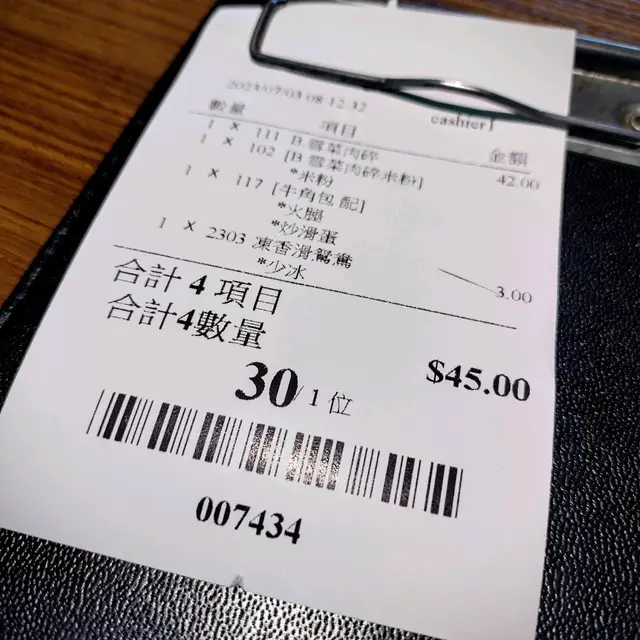 2023/07/03 08:12:32 cashier1
數量 項目 金額
1 x 111 [B 雪菜肉碎 42.00
1 x 102 [B 雪菜肉碎米粉]
*米粉
1 x 117 [牛角包 配]
*火腿
*炒滑蛋
1 x 2303 凍香滑鴛鴦 3.00
*少冰
合計 4 項目
合計4數量
$45.00
30/1 位
007434